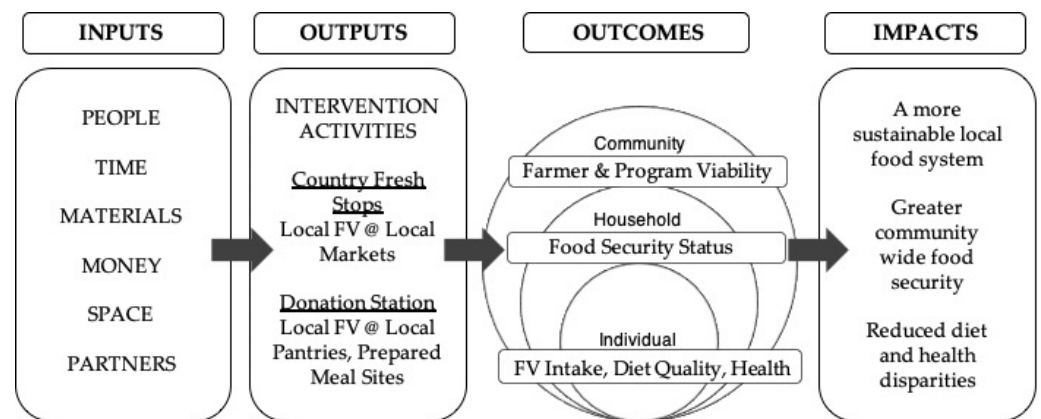 INPUTS
OUTPUTS
OUTCOMES
IMPACTS
PEOPLE
TIME
MATERIALS
MONEY
SPACE
PARTNERS
INTERVENTION
ACTIVITIES
Country Fresh
Stops
Local FV @ Local
Markets
Donation Station
Local FV @ Local
Pantries, Prepared
Meal Sites
Community
Farmer & Program Viability
Household
Food Security Status
Individual
FV Intake, Diet Quality, Health
A more
sustainable local
food system
Greater
community
wide food
security
Reduced diet
and health
disparities